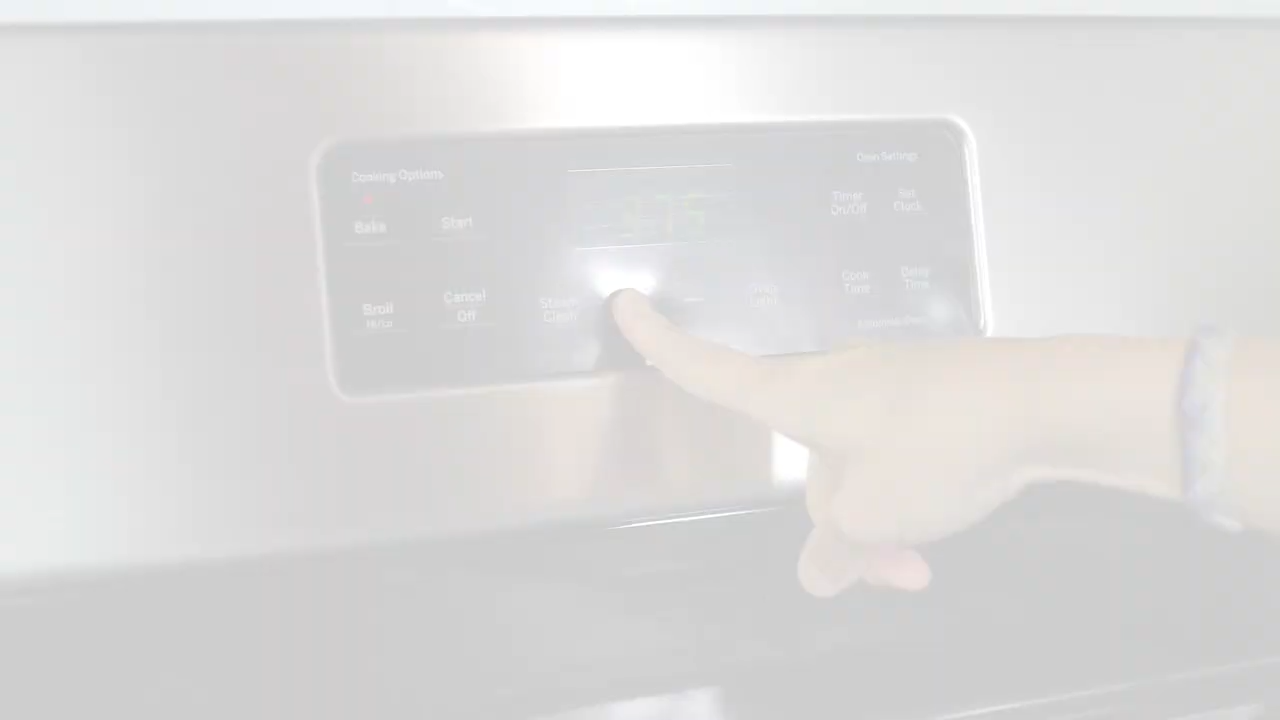 Cooking Options
Bake
Start
Broil
Hi/Lo
Cancel
Off
Steam
Clean
Oven
Light
Oven Settings
Timer
On/Off
Set
Clock
Cook
Time
Delay
Time